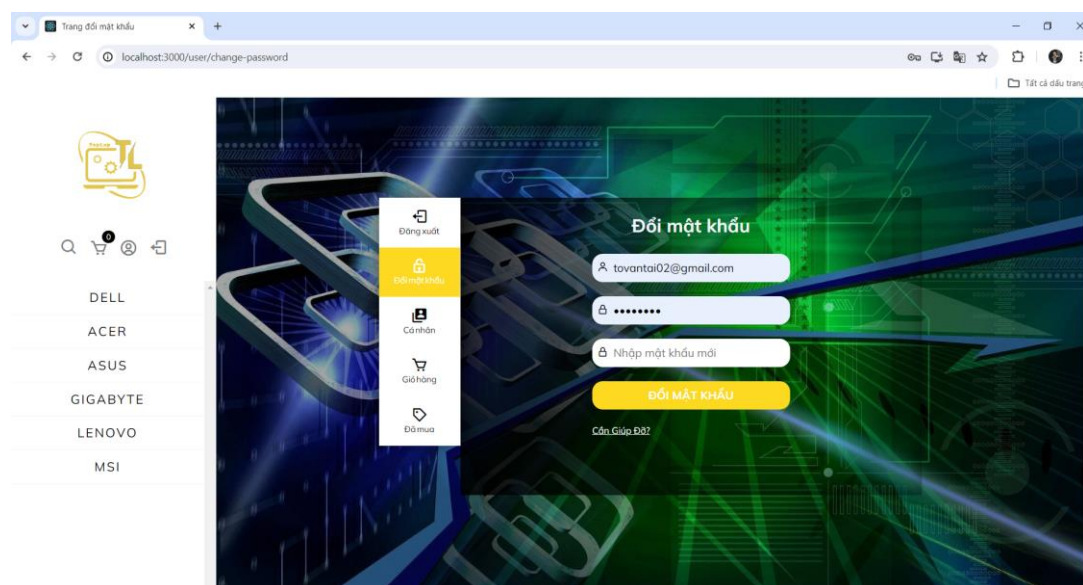 Trang đổi mật khẩu
localhost:3000/user/change-password
Tất cả dấu trang
TL
0
DELL
ACER
ASUS
GIGABYTE
LENOVO
MSI
Đăng xuất
Đổi mật khẩu
Cá nhân
Giỏ hàng
Đã mua
Đổi mật khẩu
tovantai02@gmail.com
••••••••
Nhập mật khẩu mới
ĐỔI MẬT KHẨU
Cần Giúp Đỡ?